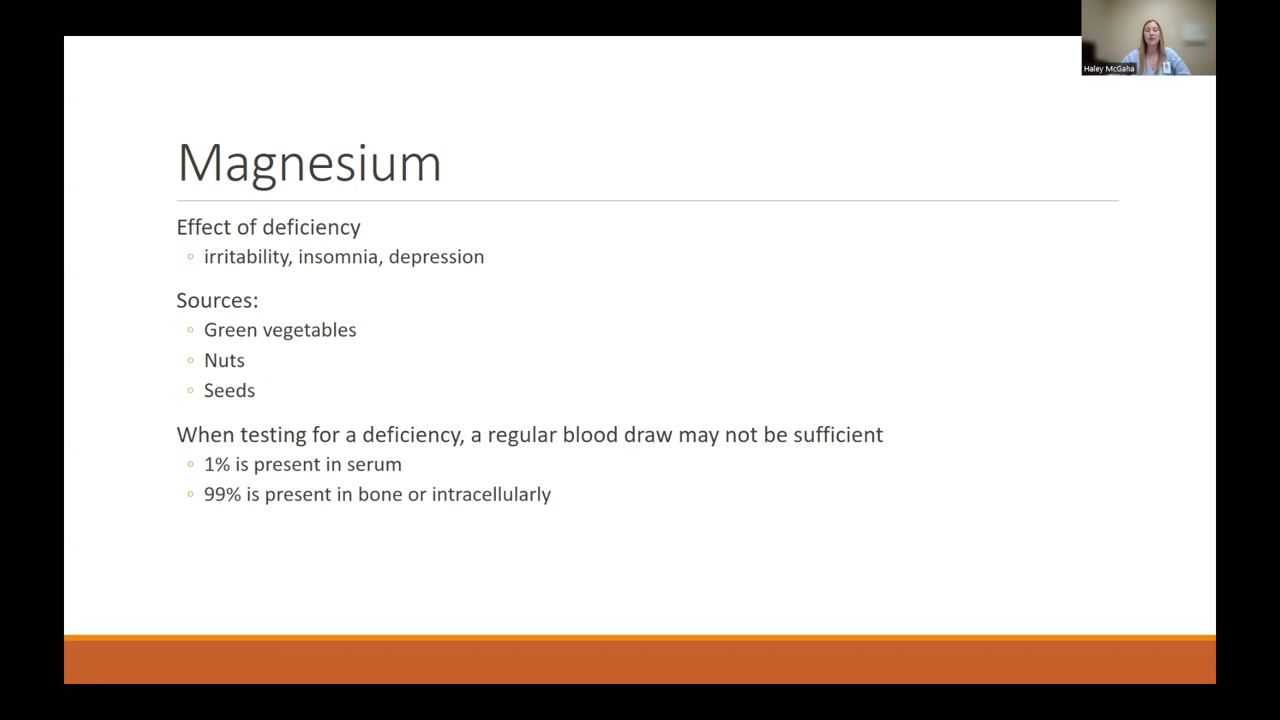 Haley McGaha
Magnesium
Effect of deficiency
◦ irritability, insomnia, depression
Sources:
◦ Green vegetables
◦ Nuts
◦ Seeds
When testing for a deficiency, a regular blood draw may not be sufficient
◦ 1% is present in serum
◦ 99% is present in bone or intracellularly